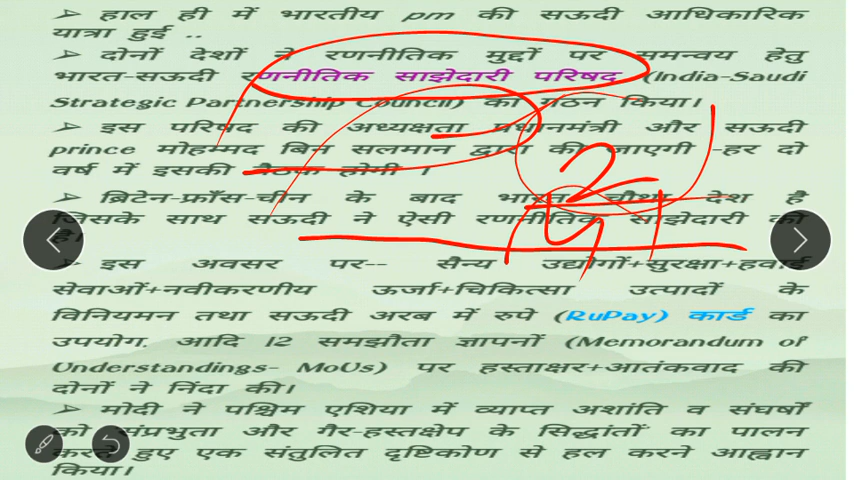 ➢ हाल ही में भारतीय pm की सऊदी आधिकारिक
यात्रा हुई ..
➢ दोनों देशों ने रणनीतिक मुद्दों पर समन्वय हेतु
भारत-सऊदी रणनीतिक साझेदारी परिषद (India-Saudi
Strategic Partnership Council) का गठन किया।
➢ इस परिषद की अध्यक्षता प्रधानमंत्री और सऊदी
prince मोहम्मद बिन सलमान द्वारा की जाएगी -हर दो
वर्ष में इसकी बैठक होगी ।
➢ ब्रिटेन-फ्राँस-चीन के बाद भारत चौथा देश है
जिसके साथ सऊदी ने ऐसी रणनीतिक साझेदारी की
है।
➢ इस अवसर पर-- सैन्य उद्योगों+सुरक्षा+हवाई
सेवाओं+नवीकरणीय ऊर्जा+चिकित्सा उत्पादों के
विनियमन तथा सऊदी अरब में रुपे (RuPay) कार्ड का
उपयोग. आदि 12 समझौता ज्ञापनों (Memorandum of
Understandings- MoUs) पर हस्ताक्षर+आतंकवाद की
दोनों ने निंदा की।
➢ मोदी ने पश्चिम एशिया में व्याप्त अशांति व संघर्षों
को संप्रभुता और गैर-हस्तक्षेप के सिद्धांतों का पालन
करते हुए एक संतुलित दृष्टिकोण से हल करने आह्वान
किया।